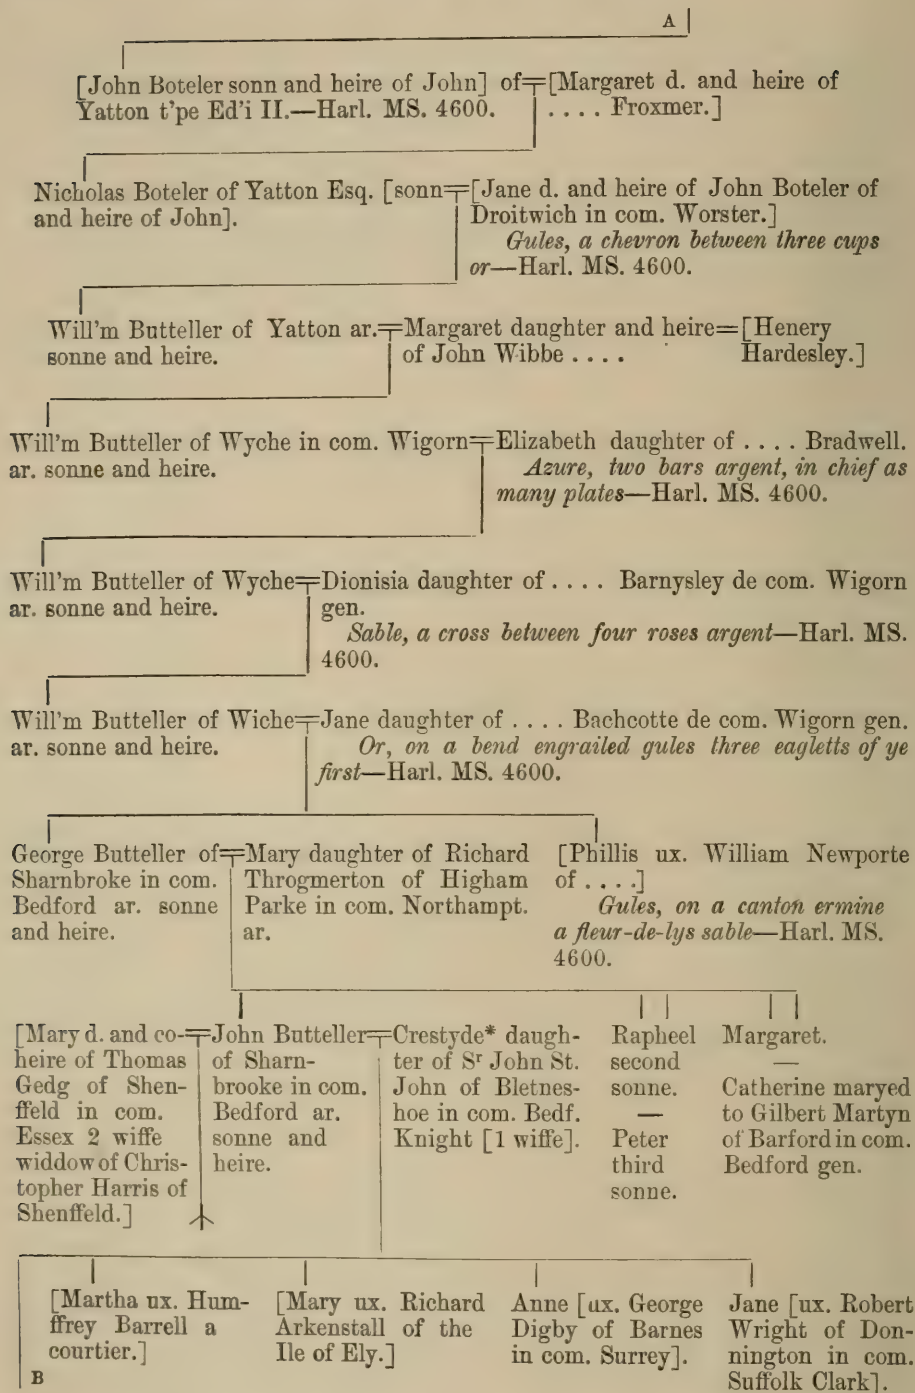 A
[John Boteler sonn and heire of John] of
Yatton t'pe Ed'i II.—Harl. MS. 4600.
[Margaret d. and heire of
. . . . Froxmer.]
Nicholas Boteler of Yatton Esq. [sonn
and heire of John].
[Jane d. and heire of John Boteler of
Droitwich in com. Worster.]
Gules, a chevron between three cups
or—Harl. MS. 4600.
Will'm Butteller of Yatton ar.
sonne and heire.
Margaret daughter and heire
of John Wibbe . . . .
[Henery
Hardesley.]
Will'm Butteller of Wyche in com. Wigorn
ar. sonne and heire.
Elizabeth daughter of . . . . Bradwell.
Azure, two bars argent, in chief as
many plates—Harl. MS. 4600.
Will'm Butteller of Wyche
ar. sonne and heire.
Dionisia daughter of . . . . Barnysley de com. Wigorn
gen.
Sable, a cross between four roses argent—Harl. MS.
4600.
Will'm Butteller of Wiche
ar. sonne and heire.
Jane daughter of . . . . Bachcotte de com. Wigorn gen.
Or, on a bend engrailed gules three eagletts of ye
first—Harl. MS. 4600.
George Butteller of
Sharnbroke in com.
Bedford ar. sonne
and heire.
Mary daughter of Richard
Throgmerton of Higham
Parke in com. Northampt.
ar.
[Phillis ux. William Newporte
of . . . .]
Gules, on a canton ermine
a fleur-de-lys sable—Harl. MS.
4600.
[Mary d. and co-
heire of Thomas
Gedg of Shen-
ffeld in com.
Essex 2 wiffe
widdow of Chris-
topher Harris of
Shenffeld.]
John Butteller
of Sharn-
brooke in com.
Bedford ar.
sonne and
heire.
Crestyde* daugh-
ter of Sr John St.
John of Bletnes-
hoe in com. Bedf.
Knight [1 wiffe].
Rapheel
second
sonne.
—
Peter
third
sonne.
Margaret.
—
Catherine maryed
to Gilbert Martyn
of Barford in com.
Bedford gen.
[Martha ux. Hum-
ffrey Barrell a
courtier.]
[Mary ux. Richard
Arkenstall of the
Ile of Ely.]
Anne [ux. George
Digby of Barnes
in com. Surrey].
Jane [ux. Robert
Wright of Don-
nington in com.
Suffolk Clark].
B